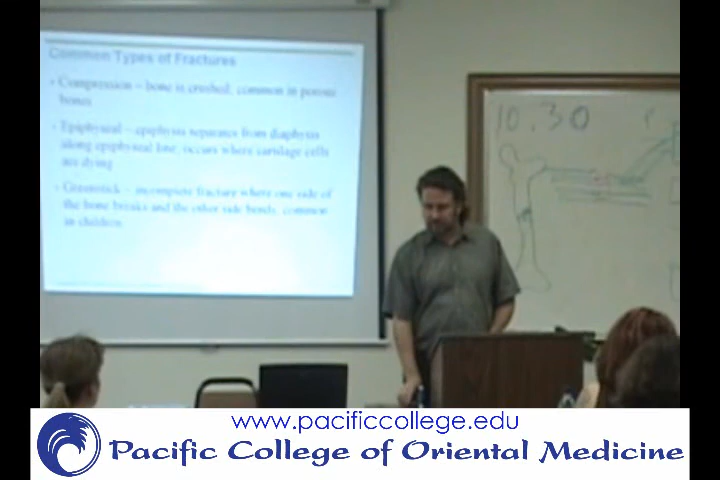 Common Types of Fractures
• Compression – bone is crushed; common in porous
bones
• Epiphyseal – epiphysis separates from diaphysis
along epiphyseal line; occurs where cartilage cells
are dying
• Greenstick – incomplete fracture where one side of
the bone breaks and the other side bends; common
in children
10.30
www.pacificcollege.edu
Pacific College of Oriental Medicine